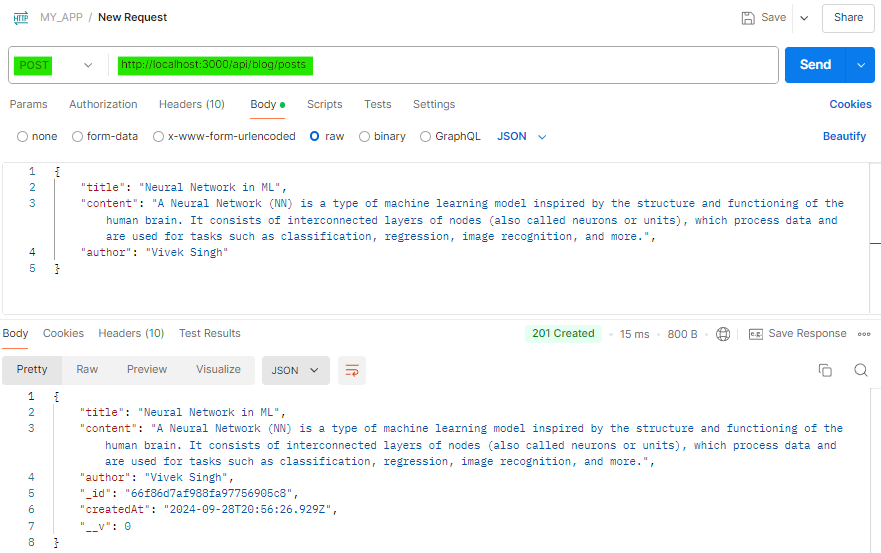 HTTP MY_APP / New Request Save Share
POST http://localhost:3000/api/blog/posts Send
Params Authorization Headers (10) Body Scripts Tests Settings Cookies
none form-data x-www-form-urlencoded raw binary GraphQL JSON Beautify
1 {
2 "title": "Neural Network in ML",
3 "content": "A Neural Network (NN) is a type of machine learning model inspired by the structure and functioning of the
human brain. It consists of interconnected layers of nodes (also called neurons or units), which process data and
are used for tasks such as classification, regression, image recognition, and more.",
4 "author": "Vivek Singh"
5 }
Body Cookies Headers (10) Test Results 201 Created 15 ms 800 B e.g. Save Response
Pretty Raw Preview Visualize JSON
1 {
2 "title": "Neural Network in ML",
3 "content": "A Neural Network (NN) is a type of machine learning model inspired by the structure and functioning of the
human brain. It consists of interconnected layers of nodes (also called neurons or units), which process data and
are used for tasks such as classification, regression, image recognition, and more.",
4 "author": "Vivek Singh",
5 "_id": "66f86d7af988fa97756905c8",
6 "createdAt": "2024-09-28T20:56:26.929Z",
7 "__v": 0
8 }